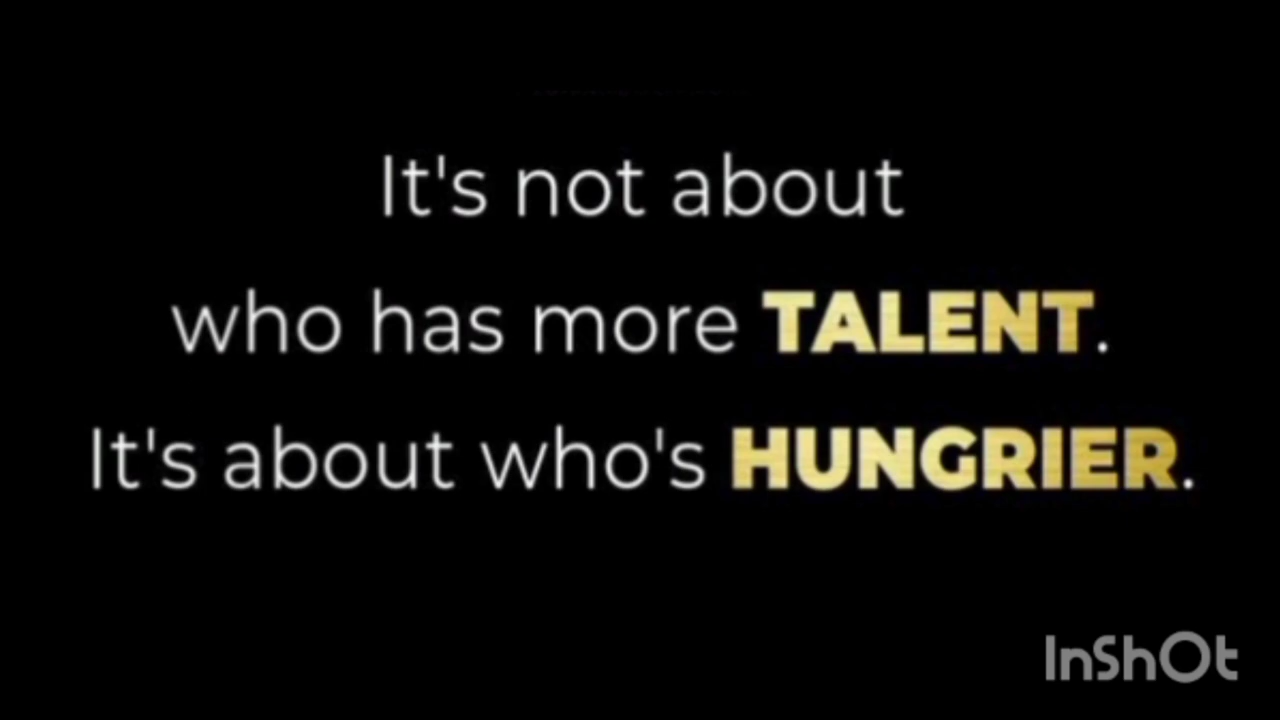 It's not about
who has more TALENT.
It's about who's HUNGRIER.
InShOt